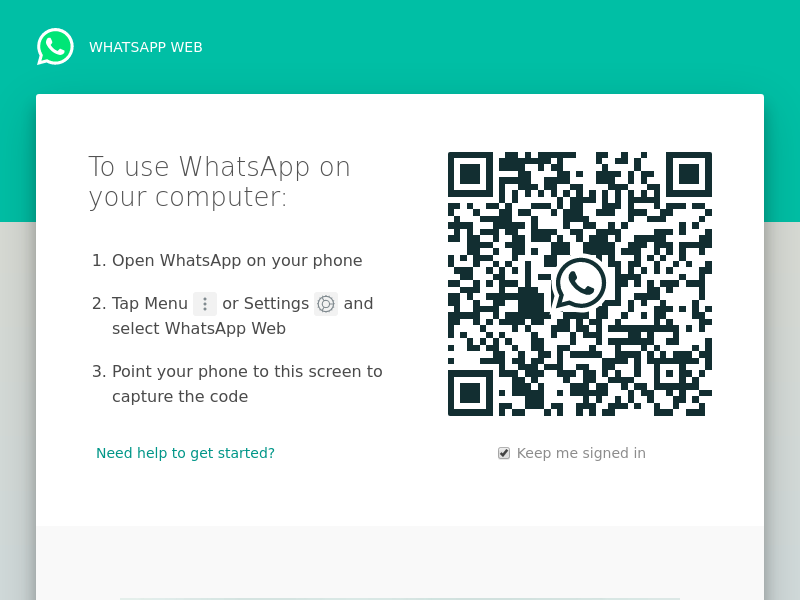 WHATSAPP WEB
To use WhatsApp on
your computer:
1. Open WhatsApp on your phone
2. Tap Menu or Settings and
select WhatsApp Web
3. Point your phone to this screen to
capture the code
Need help to get started?
Keep me signed in